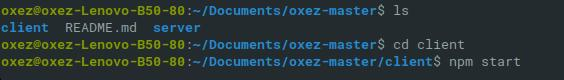 oxez@oxez-Lenovo-B50-80:~/Documents/oxez-master$ ls
client  README.md  server
oxez@oxez-Lenovo-B50-80:~/Documents/oxez-master$ cd client
oxez@oxez-Lenovo-B50-80:~/Documents/oxez-master/client$ npm start